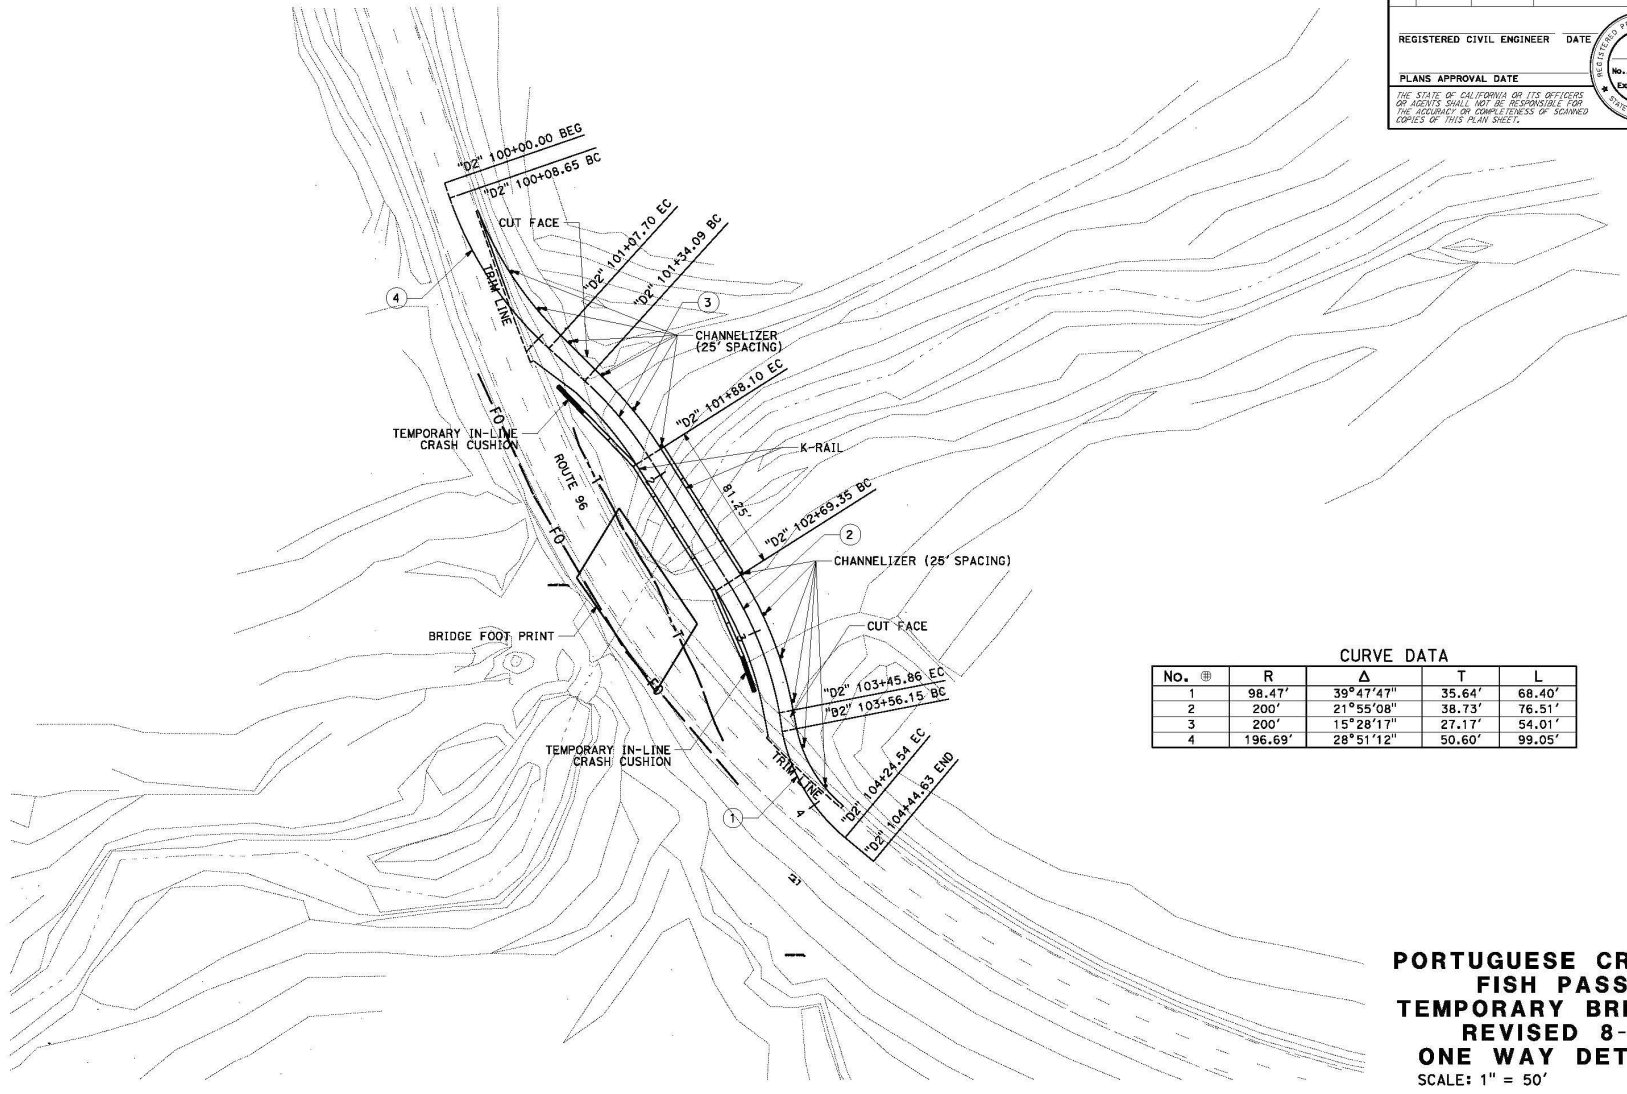 REGISTERED CIVIL ENGINEER DATE
PLANS APPROVAL DATE
THE STATE OF CALIFORNIA OR ITS OFFICERS
OR AGENTS SHALL NOT BE RESPONSIBLE FOR
THE ACCURACY OR COMPLETENESS OF SCANNED
COPIES OF THIS PLAN SHEET.
No.
"D2" 100+00.00 BEG
"D2" 100+08.65 BC
CUT FACE
"D2" 101+07.70 EC
"D2" 101+34.09 BC
TRIM LINE
4
3
CHANNELIZER
(25' SPACING)
"D2" 101+88.10 EC
FO
TEMPORARY IN-LINE
CRASH CUSHION
K-RAIL
ROUTE 96
T
2
81.25'
"D2" 102+69.35 BC
FO
2
CHANNELIZER (25' SPACING)
BRIDGE FOOT PRINT
T
3
CUT FACE
FO
"D2" 103+45.86 EC
"D2" 103+56.15 BC
TEMPORARY IN-LINE
CRASH CUSHION
TRIM LINE
"D2" 104+24.54 EC
"D2" 104+44.63 END
1
4
21
CURVE DATA
No. # R Δ T L
1 98.47' 39°47'47" 35.64' 68.40'
2 200' 21°55'08" 38.73' 76.51'
3 200' 15°28'17" 27.17' 54.01'
4 196.69' 28°51'12" 50.60' 99.05'
PORTUGUESE CR
FISH PASS
TEMPORARY BRI
REVISED 8-
ONE WAY DET
SCALE: 1" = 50'